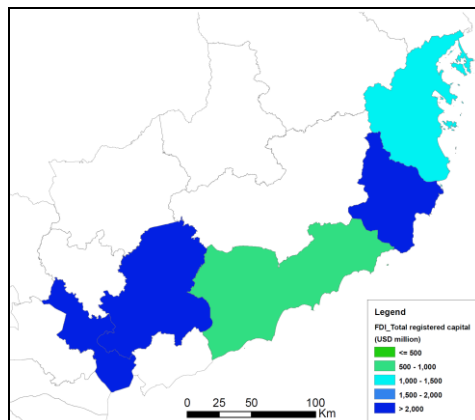 Legend
FDI_Total registered capital
(USD million)
<= 500
500 - 1,000
1,000 - 1,500
1,500 - 2,000
> 2,000
0 25 50 100
Km